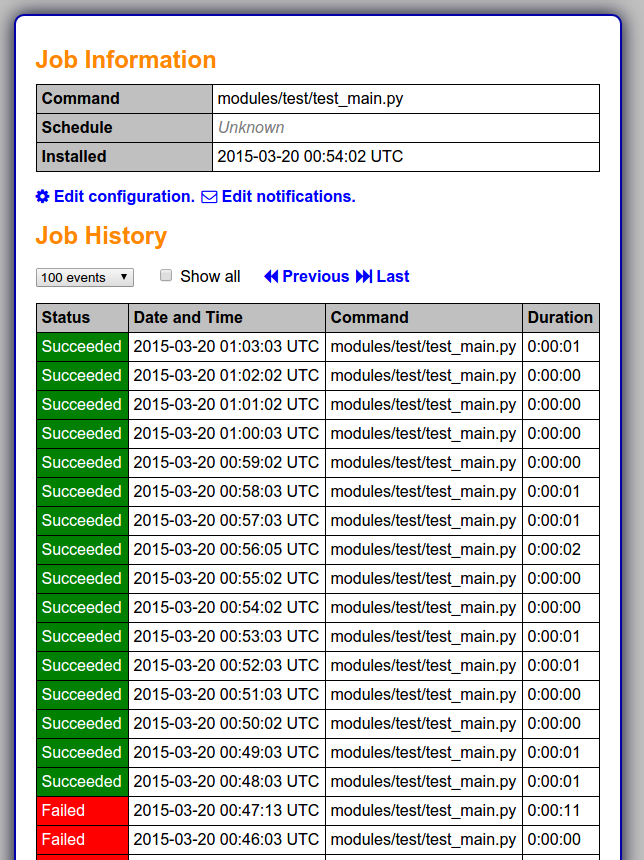 Job Information
Command modules/test/test_main.py
Schedule Unknown
Installed 2015-03-20 00:54:02 UTC
Edit configuration. Edit notifications.
Job History
100 events Show all Previous Last
Status Date and Time Command Duration
Succeeded 2015-03-20 01:03:03 UTC modules/test/test_main.py 0:00:01
Succeeded 2015-03-20 01:02:02 UTC modules/test/test_main.py 0:00:00
Succeeded 2015-03-20 01:01:02 UTC modules/test/test_main.py 0:00:00
Succeeded 2015-03-20 01:00:03 UTC modules/test/test_main.py 0:00:00
Succeeded 2015-03-20 00:59:02 UTC modules/test/test_main.py 0:00:00
Succeeded 2015-03-20 00:58:03 UTC modules/test/test_main.py 0:00:01
Succeeded 2015-03-20 00:57:03 UTC modules/test/test_main.py 0:00:01
Succeeded 2015-03-20 00:56:05 UTC modules/test/test_main.py 0:00:02
Succeeded 2015-03-20 00:55:02 UTC modules/test/test_main.py 0:00:00
Succeeded 2015-03-20 00:54:02 UTC modules/test/test_main.py 0:00:00
Succeeded 2015-03-20 00:53:03 UTC modules/test/test_main.py 0:00:01
Succeeded 2015-03-20 00:52:03 UTC modules/test/test_main.py 0:00:01
Succeeded 2015-03-20 00:51:03 UTC modules/test/test_main.py 0:00:00
Succeeded 2015-03-20 00:50:02 UTC modules/test/test_main.py 0:00:00
Succeeded 2015-03-20 00:49:03 UTC modules/test/test_main.py 0:00:01
Succeeded 2015-03-20 00:48:03 UTC modules/test/test_main.py 0:00:01
Failed 2015-03-20 00:47:13 UTC modules/test/test_main.py 0:00:11
Failed 2015-03-20 00:46:03 UTC modules/test/test_main.py 0:00:00